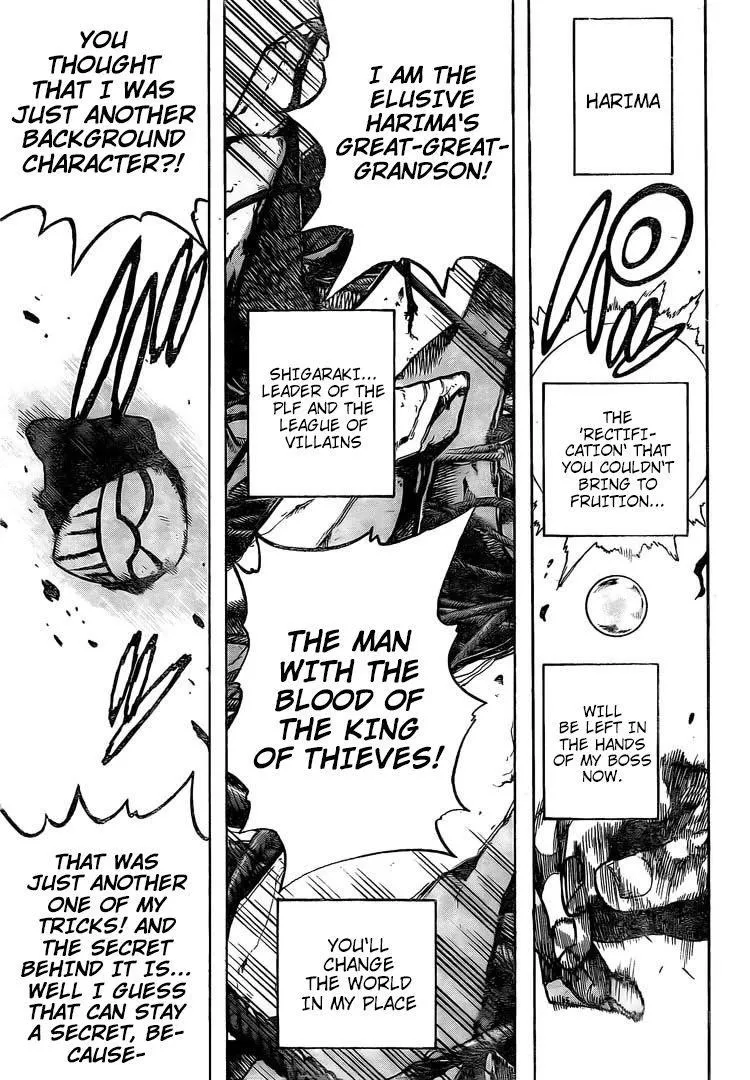 HARIMA
THE
'RECTIFI-
CATION' THAT
YOU COULDN'T
BRING TO
FRUITION...
WILL
BE LEFT IN
THE HANDS
OF MY BOSS
NOW.
I AM THE
ELUSIVE
HARIMA'S
GREAT-GREAT-
GRANDSON!
SHIGARAKI...
LEADER OF THE
PLF AND THE
LEAGUE OF
VILLAINS
THE MAN
WITH THE
BLOOD OF
THE KING
OF THIEVES!
YOU'LL
CHANGE
THE WORLD
IN MY PLACE
YOU
THOUGHT
THAT I WAS
JUST ANOTHER
BACKGROUND
CHARACTER?!
THAT WAS
JUST ANOTHER
ONE OF MY
TRICKS! AND
THE SECRET
BEHIND IT IS...
WELL I GUESS
THAT CAN STAY
A SECRET, BE-
CAUSE-